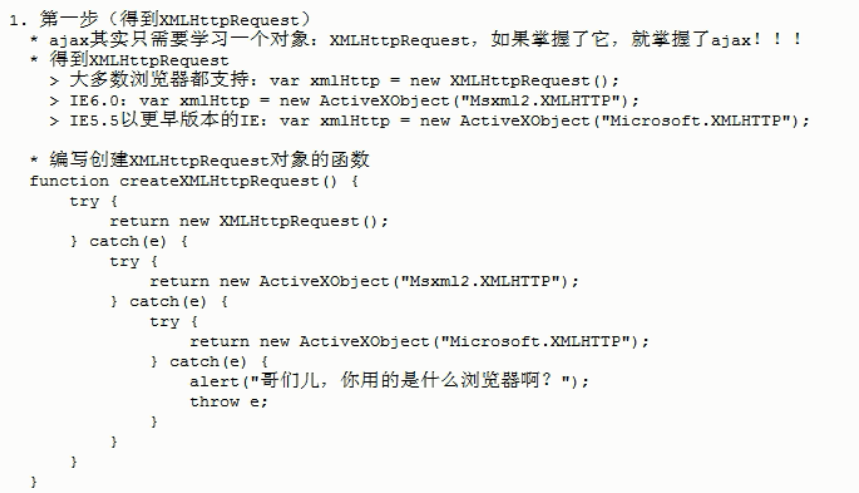 1. 第一步（得到XMLHttpRequest）
* ajax其实只需要学习一个对象：XMLHttpRequest，如果掌握了它，就掌握了ajax！！！
* 得到XMLHttpRequest
> 大多数浏览器都支持：var xmlHttp = new XMLHttpRequest();
> IE6.0：var xmlHttp = new ActiveXObject("Msxml2.XMLHTTP");
> IE5.5以更早版本的IE：var xmlHttp = new ActiveXObject("Microsoft.XMLHTTP");
* 编写创建XMLHttpRequest对象的函数
function createXMLHttpRequest() {
try {
return new XMLHttpRequest();
} catch(e) {
try {
return new ActiveXObject("Msxml2.XMLHTTP");
} catch(e) {
try {
return new ActiveXObject("Microsoft.XMLHTTP");
} catch(e) {
alert("哥们儿，你用的是什么浏览器啊？");
throw e;
}
}
}
}